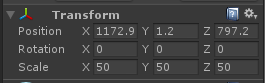 Transform
Position X 1172.9 Y 1.2 Z 797.2
Rotation X 0 Y 0 Z 0
Scale X 50 Y 50 Z 50